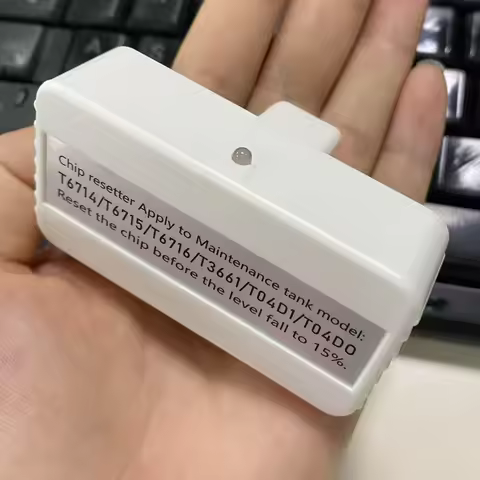 Chip resetter Apply to Maintenance tank model:
T6714/T6715/T6716/T3661/T04D1/T04D0
Reset the chip before the level fall to 15%.